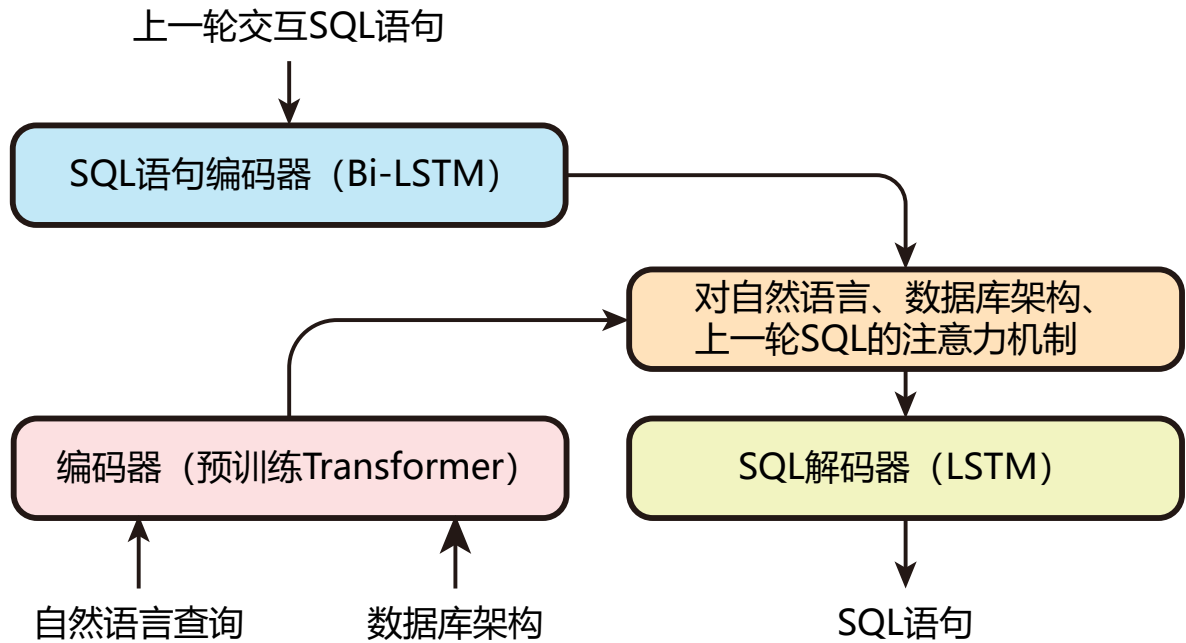 上一轮交互SQL语句
SQL语句编码器（Bi-LSTM）
对自然语言、数据库架构、
上一轮SQL的注意力机制
编码器（预训练Transformer）
SQL解码器（LSTM）
自然语言查询
数据库架构
SQL语句